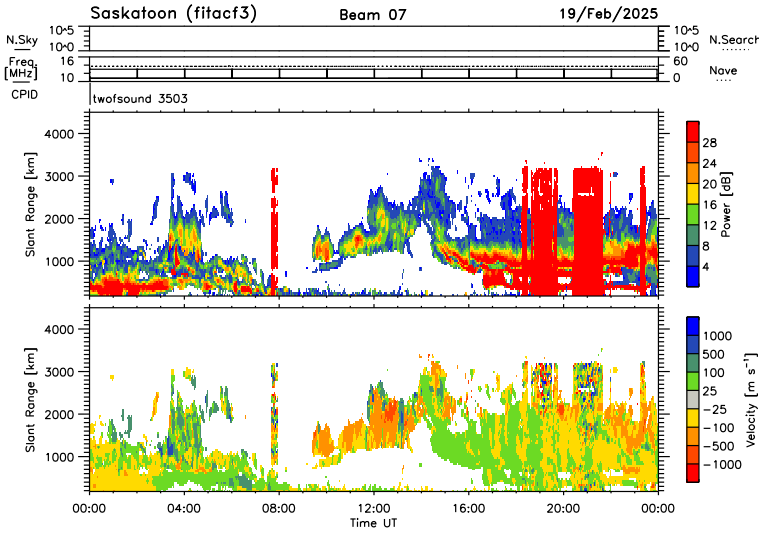 Saskatoon (fitacf3) Beam 07 19/Feb/2025
N.Sky 10^5 10^0 10^5 10^0 N.Search
Freq. [MHz] 16 10 60 0 Nave
CPID twofsound 3503
Slant Range [km] 4000 3000 2000 1000
28 24 20 16 12 8 4 Power [dB]
Slant Range [km] 4000 3000 2000 1000
1000 500 100 25 −25 −100 −500 −1000 Velocity [m s⁻¹]
00:00 04:00 08:00 12:00 16:00 20:00 00:00
Time UT